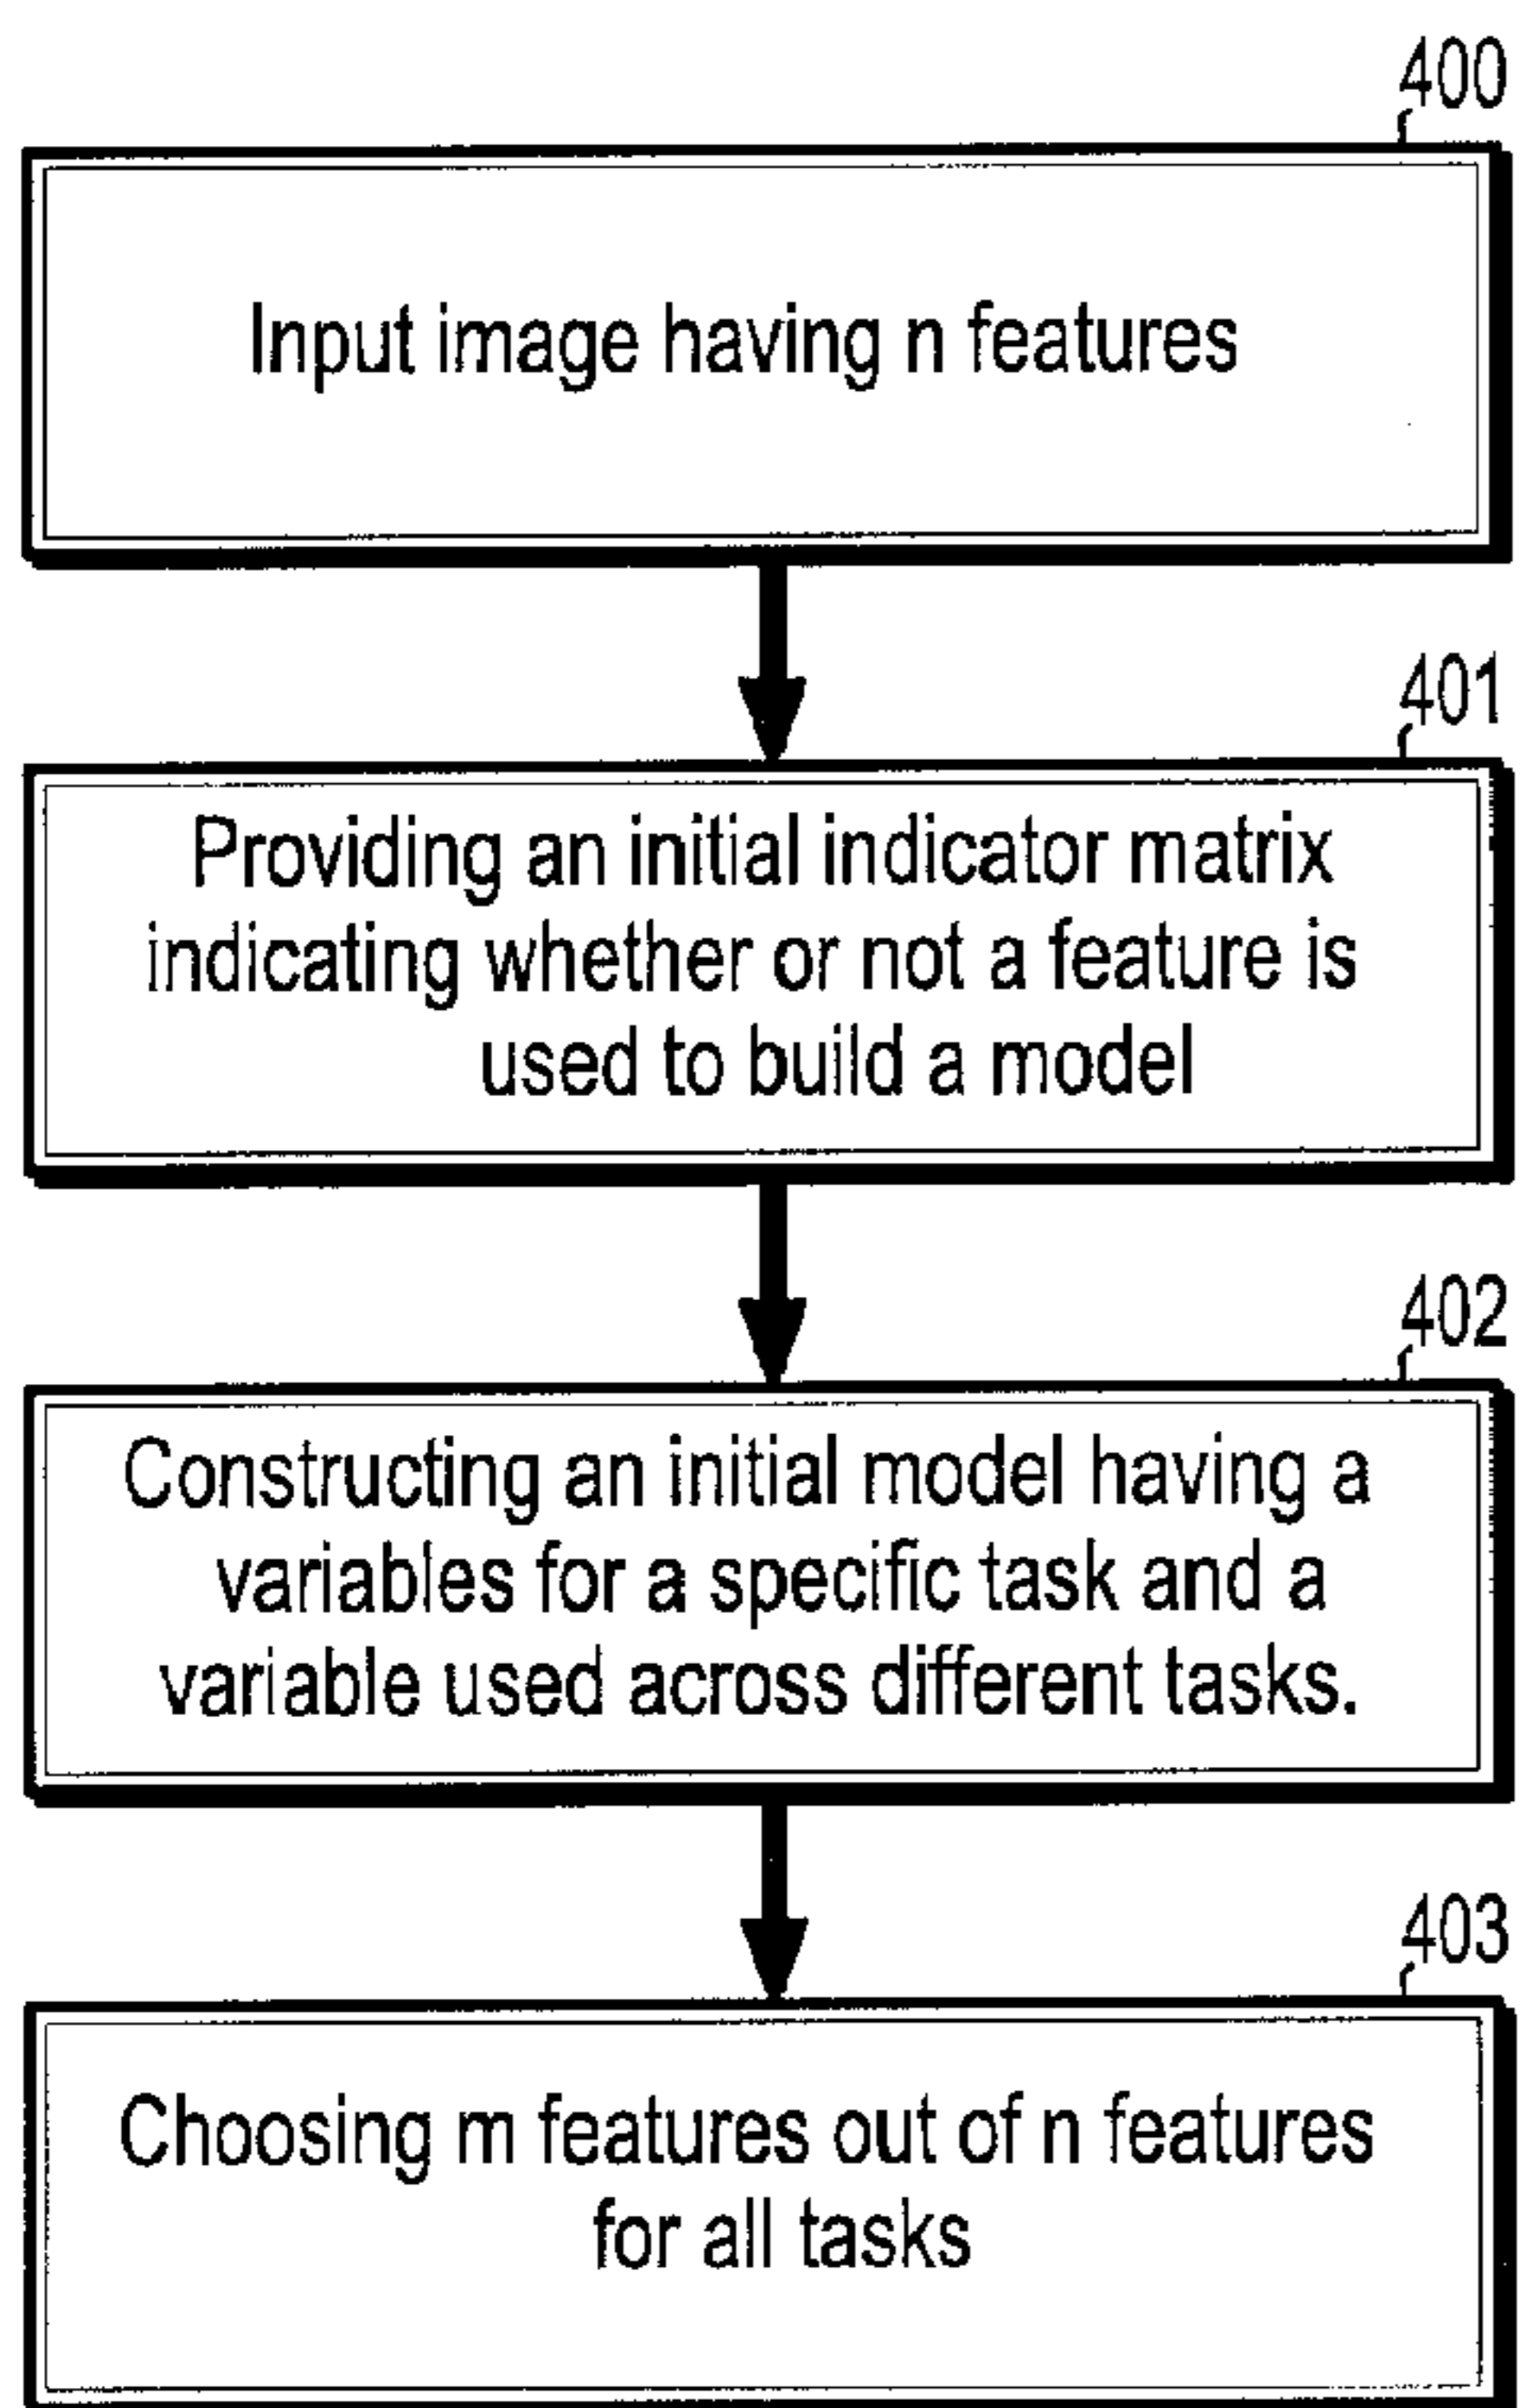 400
Input image having n features
401
Providing an initial indicator matrix
indicating whether or not a feature is
used to build a model
402
Constructing an initial model having a
variables for a specific task and a
variable used across different tasks.
403
Choosing m features out of n features
for all tasks